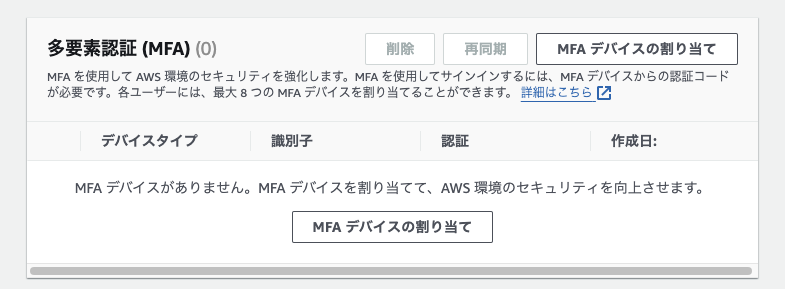 多要素認証 (MFA) (0)
削除
再同期
MFA デバイスの割り当て
MFA を使用して AWS 環境のセキュリティを強化します。MFA を使用してサインインするには、MFA デバイスからの認証コード
が必要です。各ユーザーには、最大 8 つの MFA デバイスを割り当てることができます。 詳細はこちら
デバイスタイプ
識別子
認証
作成日:
MFA デバイスがありません。MFA デバイスを割り当てて、AWS 環境のセキュリティを向上させます。
MFA デバイスの割り当て